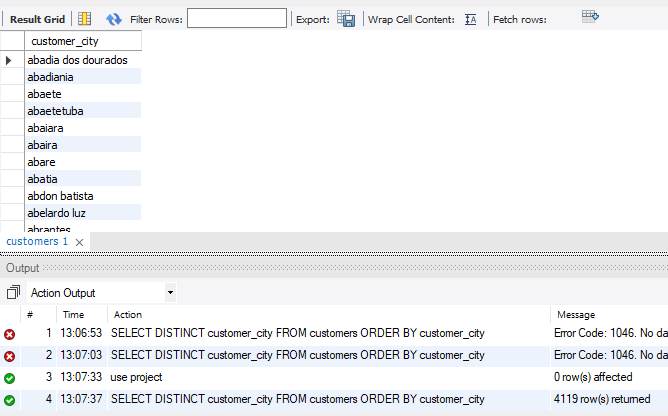 Result Grid Filter Rows: Export: Wrap Cell Content: Fetch rows:
customer_city
abadia dos dourados
abadiania
abaete
abaetetuba
abaiara
abaira
abare
abatia
abdon batista
abelardo luz
abrantes
customers 1
Output
Action Output
# Time Action Message
1 13:06:53 SELECT DISTINCT customer_city FROM customers ORDER BY customer_city Error Code: 1046. No da
2 13:07:03 SELECT DISTINCT customer_city FROM customers ORDER BY customer_city Error Code: 1046. No da
3 13:07:33 use project 0 row(s) affected
4 13:07:37 SELECT DISTINCT customer_city FROM customers ORDER BY customer_city 4119 row(s) returned